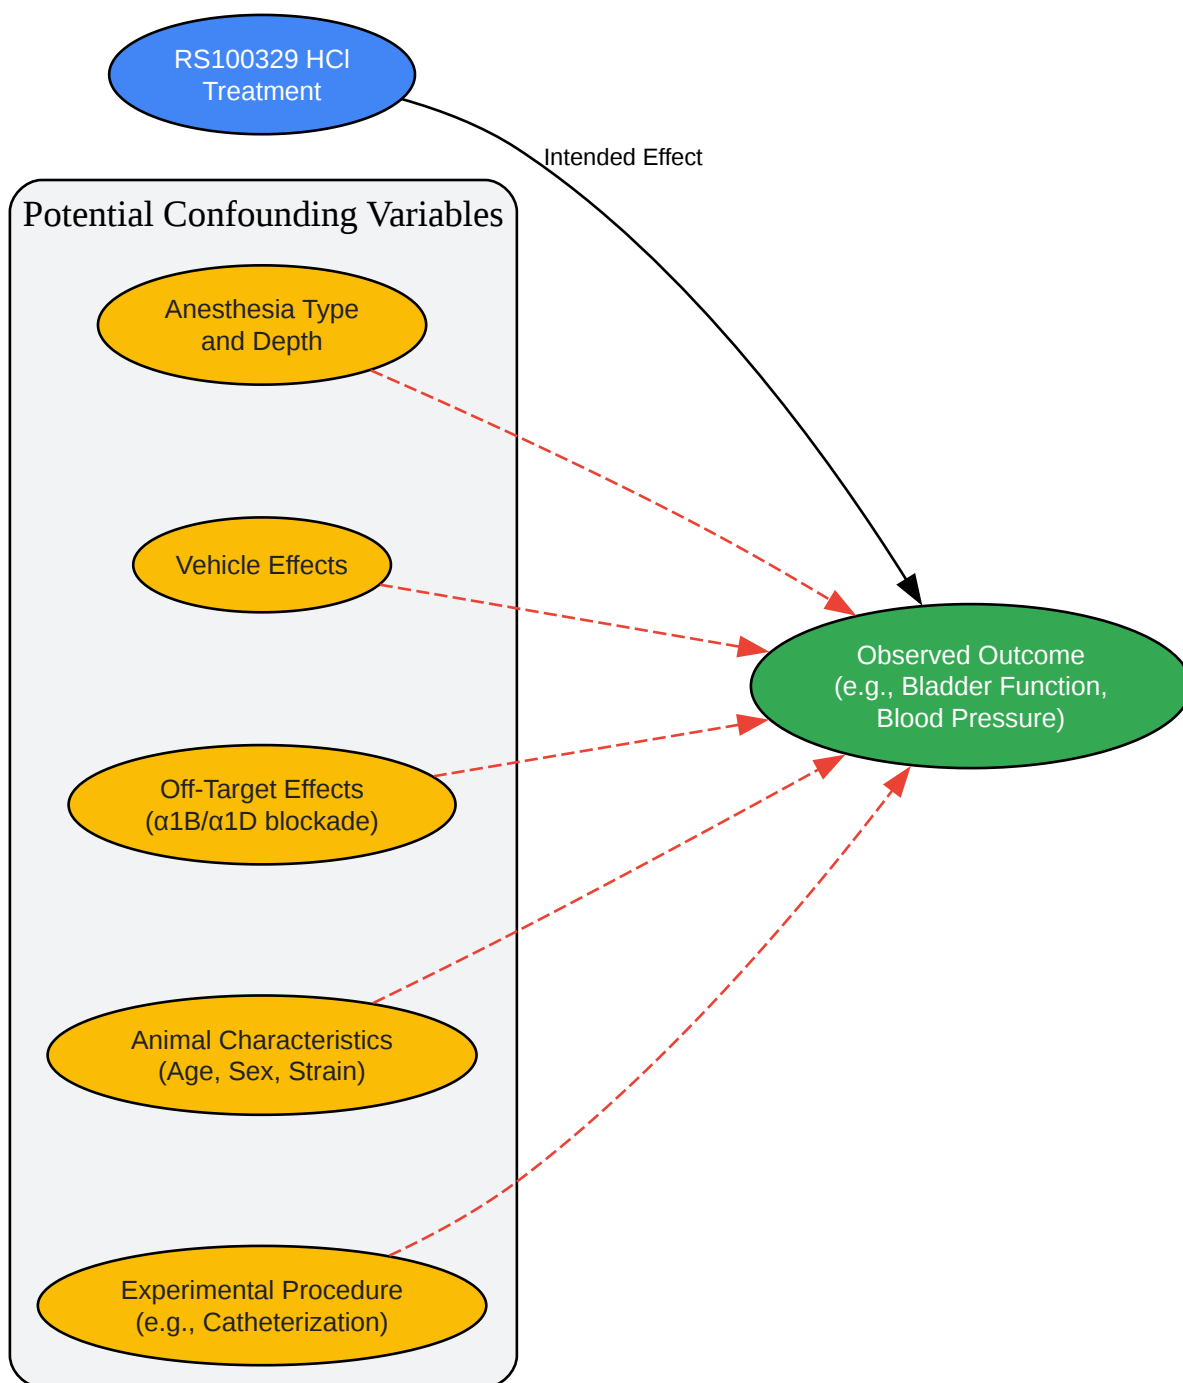 RS100329 HCl
Treatment
Intended Effect
Potential Confounding Variables
Anesthesia Type
and Depth
Vehicle Effects
Observed Outcome
(e.g., Bladder Function,
Blood Pressure)
Off-Target Effects
(α1B/α1D blockade)
Animal Characteristics
(Age, Sex, Strain)
Experimental Procedure
(e.g., Catheterization)